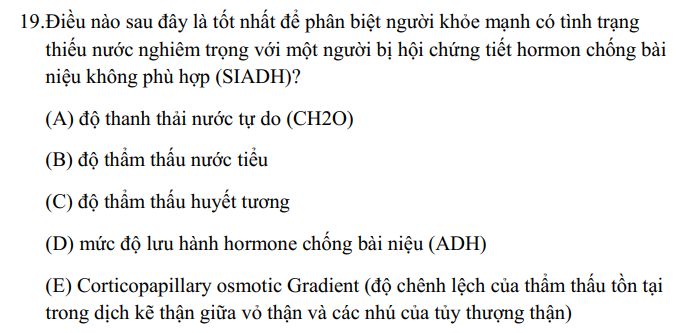 19.Điều nào sau đây là tốt nhất để phân biệt người khỏe mạnh có tình trạng
thiếu nước nghiêm trọng với một người bị hội chứng tiết hormon chống bài
niệu không phù hợp (SIADH)?
(A) độ thanh thải nước tự do (CH2O)
(B) độ thẩm thấu nước tiểu
(C) độ thẩm thấu huyết tương
(D) mức độ lưu hành hormone chống bài niệu (ADH)
(E) Corticopapillary osmotic Gradient (độ chênh lệch của thẩm thấu tồn tại
trong dịch kẽ thận giữa vỏ thận và các nhú của tủy thượng thận)